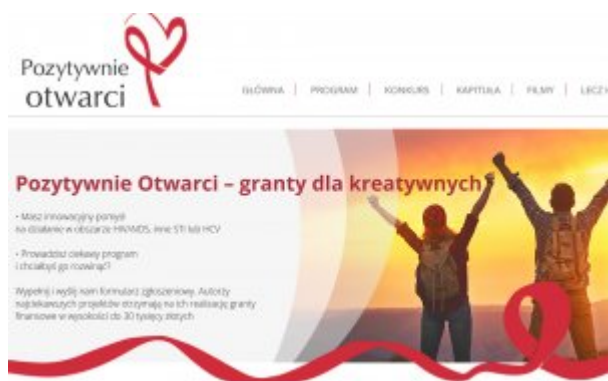 Pozytywnie
otwarci
GŁÓWNA | PROGRAM | KONKURS | KAPITUŁA | FILMY | LECZ
Pozytywnie Otwarci – granty dla kreatywnych
• Masz innowacyjny pomysł
na działanie w obszarze HIV/AIDS, inne STI lub HCV
• Prowadzisz ciekawy program
i chciałbyś go rozwinąć?
Wypełnij i wyślij nam formularz zgłoszeniowy. Autorzy
najciekawszych projektów otrzymają na ich realizację granty
finansowe w wysokości do 30 tysięcy złotych